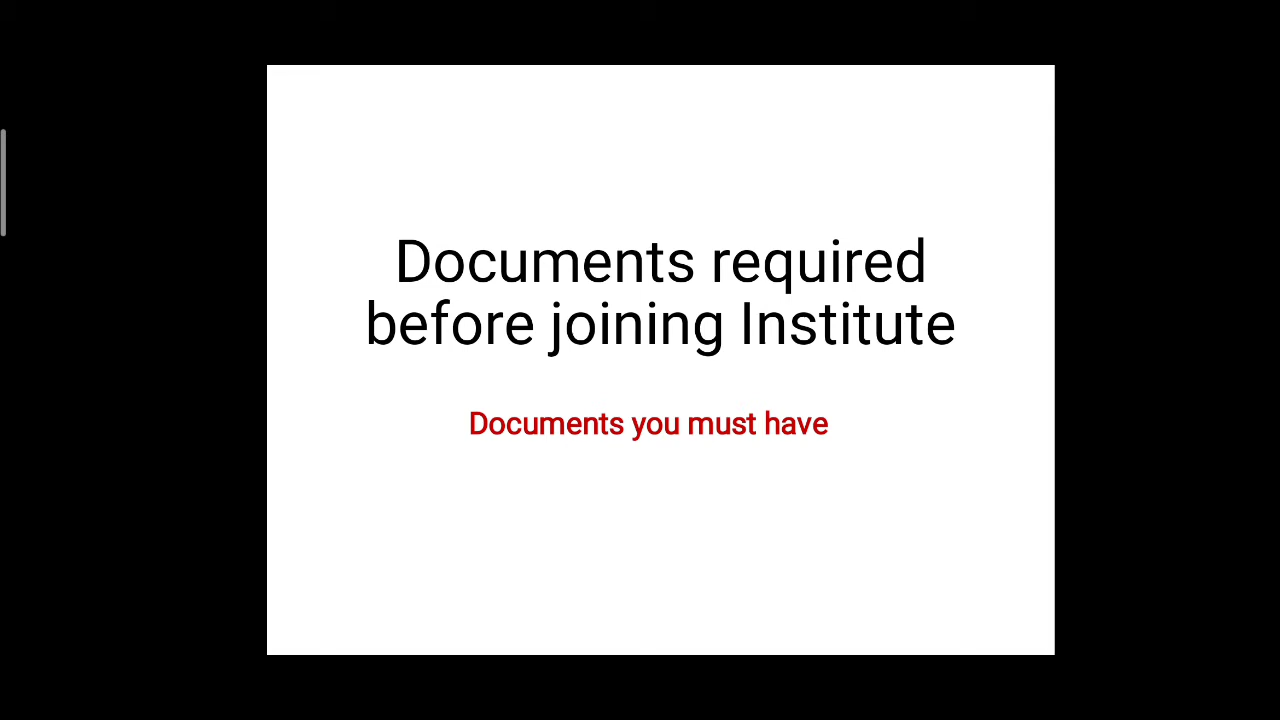 Documents required
before joining Institute
Documents you must have